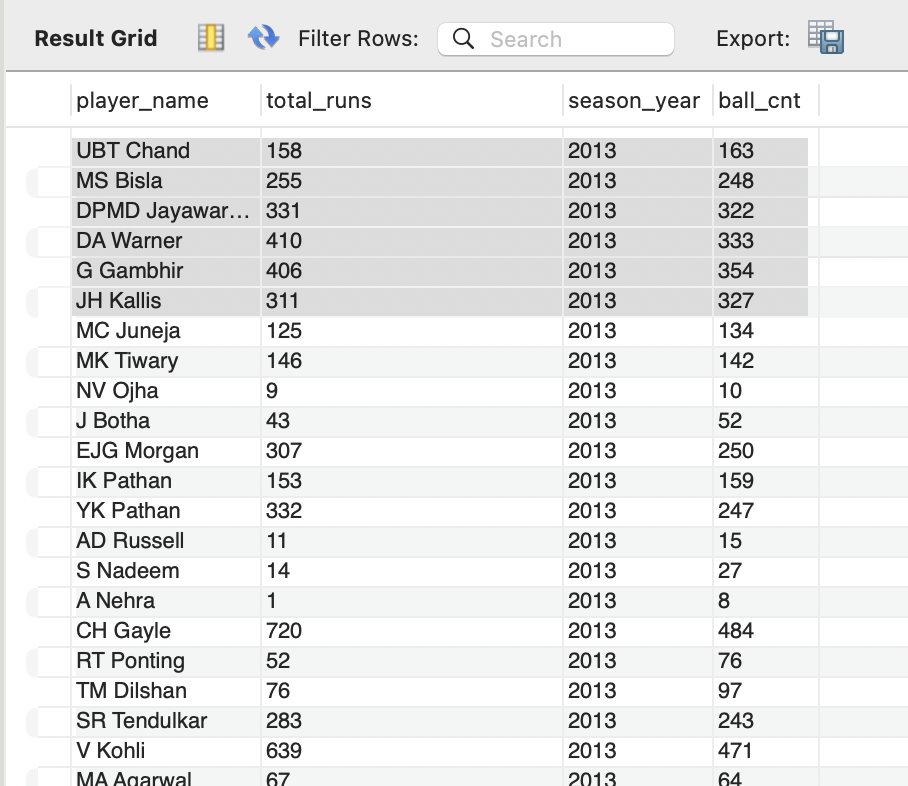 Result Grid Filter Rows: Search Export:
player_name total_runs season_year ball_cnt
UBT Chand 158 2013 163
MS Bisla 255 2013 248
DPMD Jayawar... 331 2013 322
DA Warner 410 2013 333
G Gambhir 406 2013 354
JH Kallis 311 2013 327
MC Juneja 125 2013 134
MK Tiwary 146 2013 142
NV Ojha 9 2013 10
J Botha 43 2013 52
EJG Morgan 307 2013 250
IK Pathan 153 2013 159
YK Pathan 332 2013 247
AD Russell 11 2013 15
S Nadeem 14 2013 27
A Nehra 1 2013 8
CH Gayle 720 2013 484
RT Ponting 52 2013 76
TM Dilshan 76 2013 97
SR Tendulkar 283 2013 243
V Kohli 639 2013 471
MA Agarwal 67 2013 64